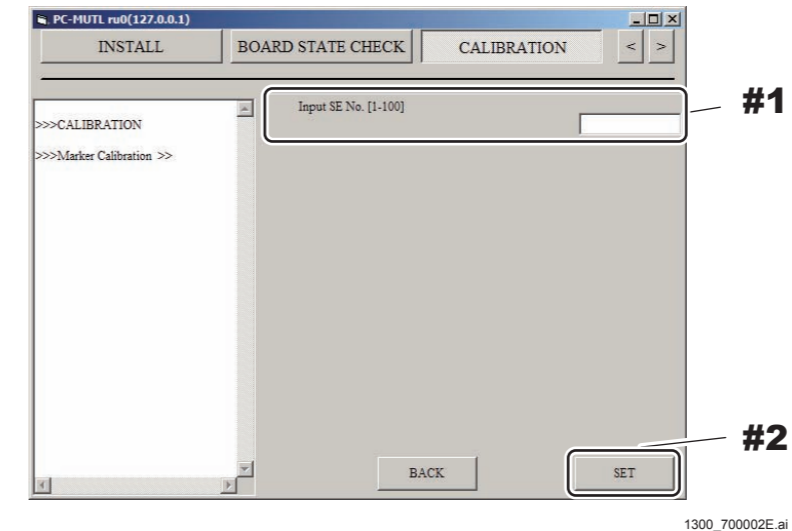 PC-MUTL ru0(127.0.0.1)
INSTALL BOARD STATE CHECK CALIBRATION < >
Input SE No. [1-100]
#1
>>>CALIBRATION
>>>Marker Calibration >>
#2
BACK SET
1300_700002E.ai